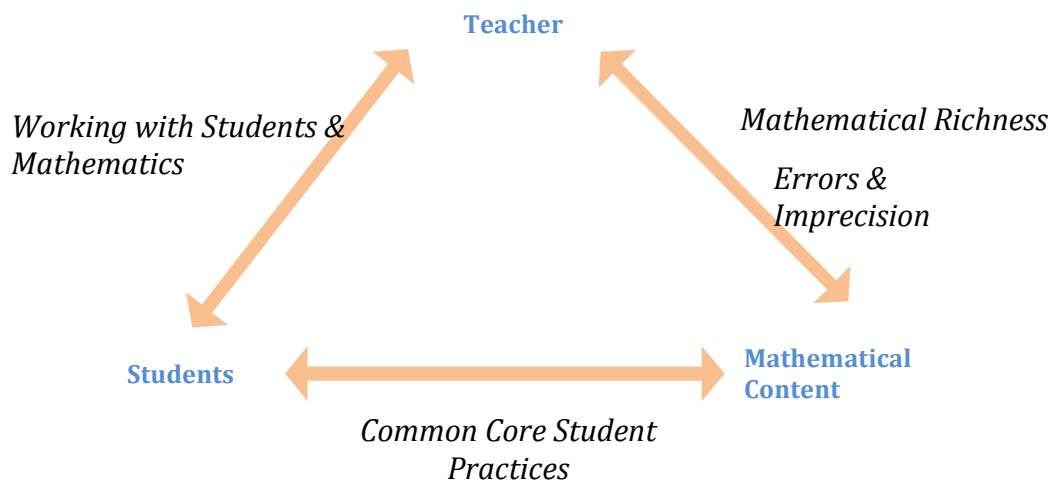 Teacher
Working with Students &
Mathematics
Mathematical Richness
Errors &
Imprecision
Students
Mathematical
Content
Common Core Student
Practices